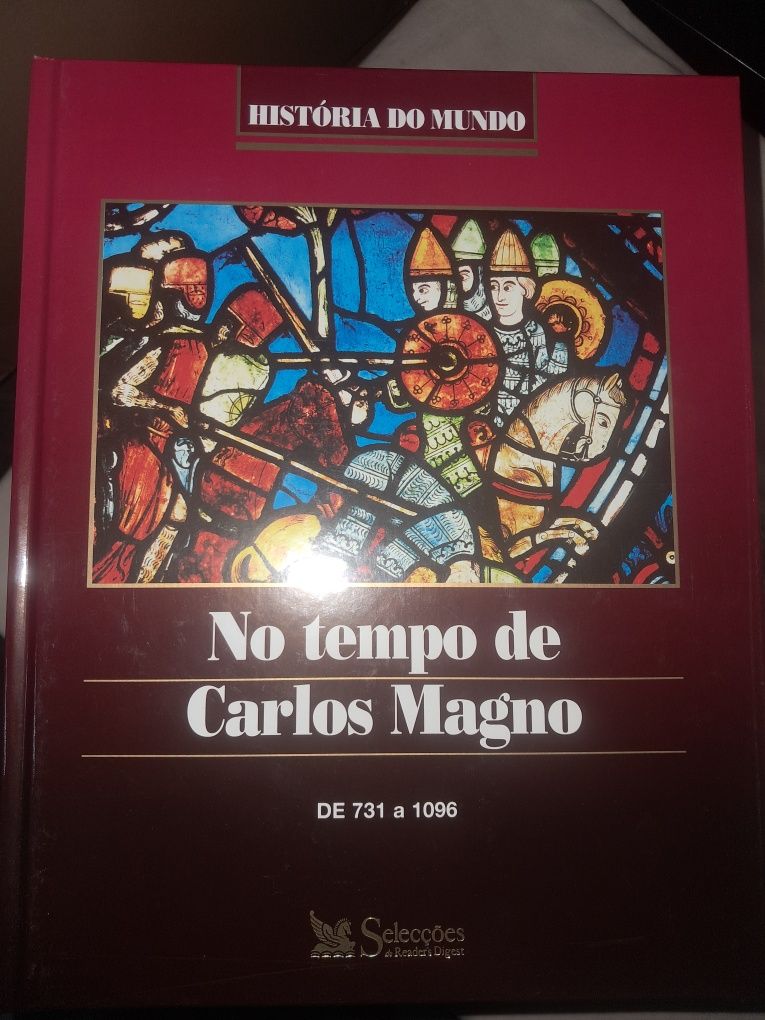 HISTÓRIA DO MUNDO
No tempo de
Carlos Magno
DE 731 a 1096
Selecções
do Reader's Digest